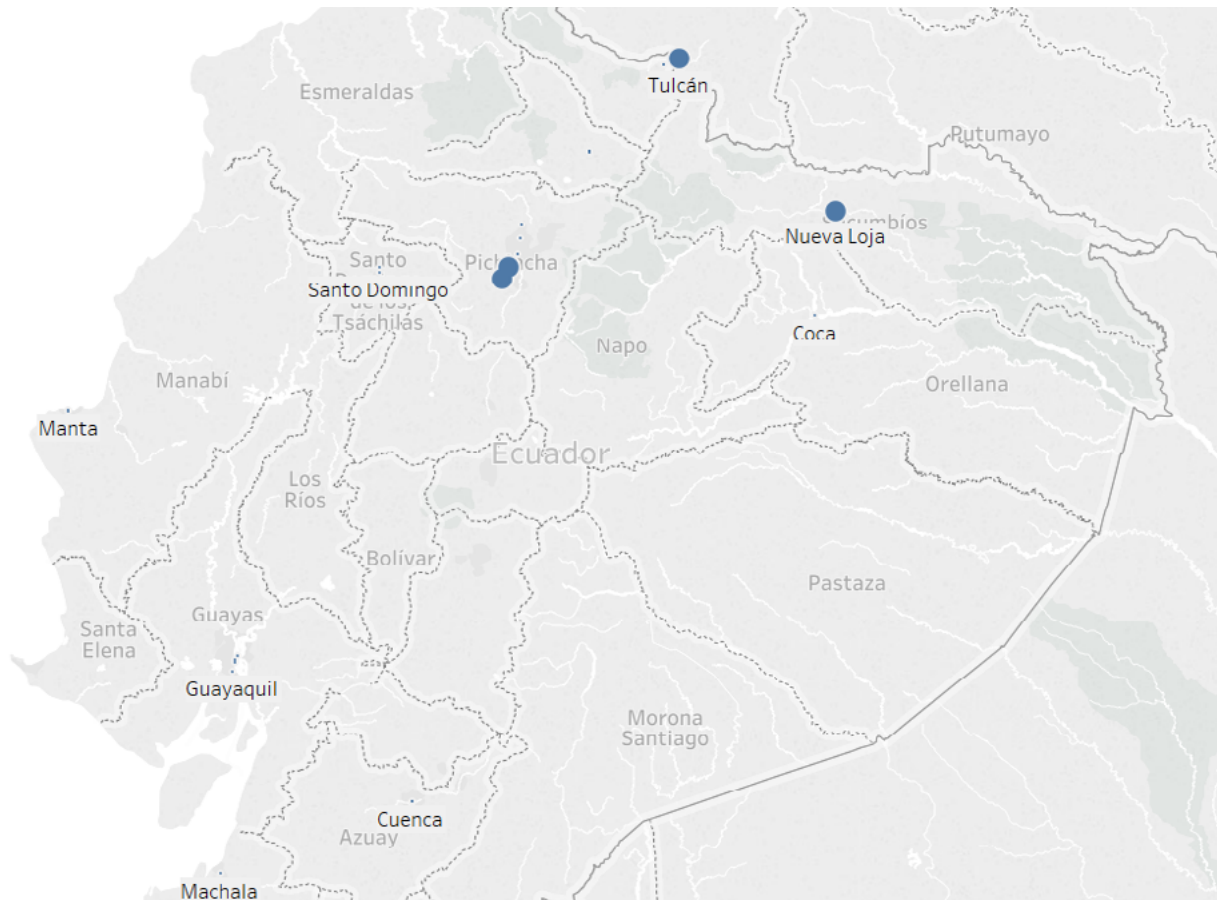 Tulcán
Esmeraldas
Putumayo
Sucumbíos
Nueva Loja
Santo
Pichincha
Santo Domingo
de los
Tsáchilas
Coca
Napo
Manabí
Orellana
Manta
Ecuador
Los
Ríos
Bolívar
Pastaza
Guayas
Santa
Elena
Guayaquil
Morona
Santiago
Cuenca
Azuay
Machala